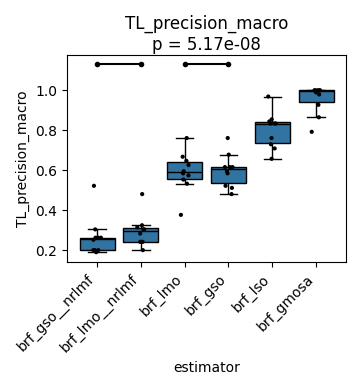 TL_precision_macro
p = 5.17e-08
TL_precision_macro
1.0
0.8
0.6
0.4
0.2
brf_gso__nrlmf
brf_lmo__nrlmf
brf_lmo
brf_gso
brf_lso
brf_gmosa
estimator